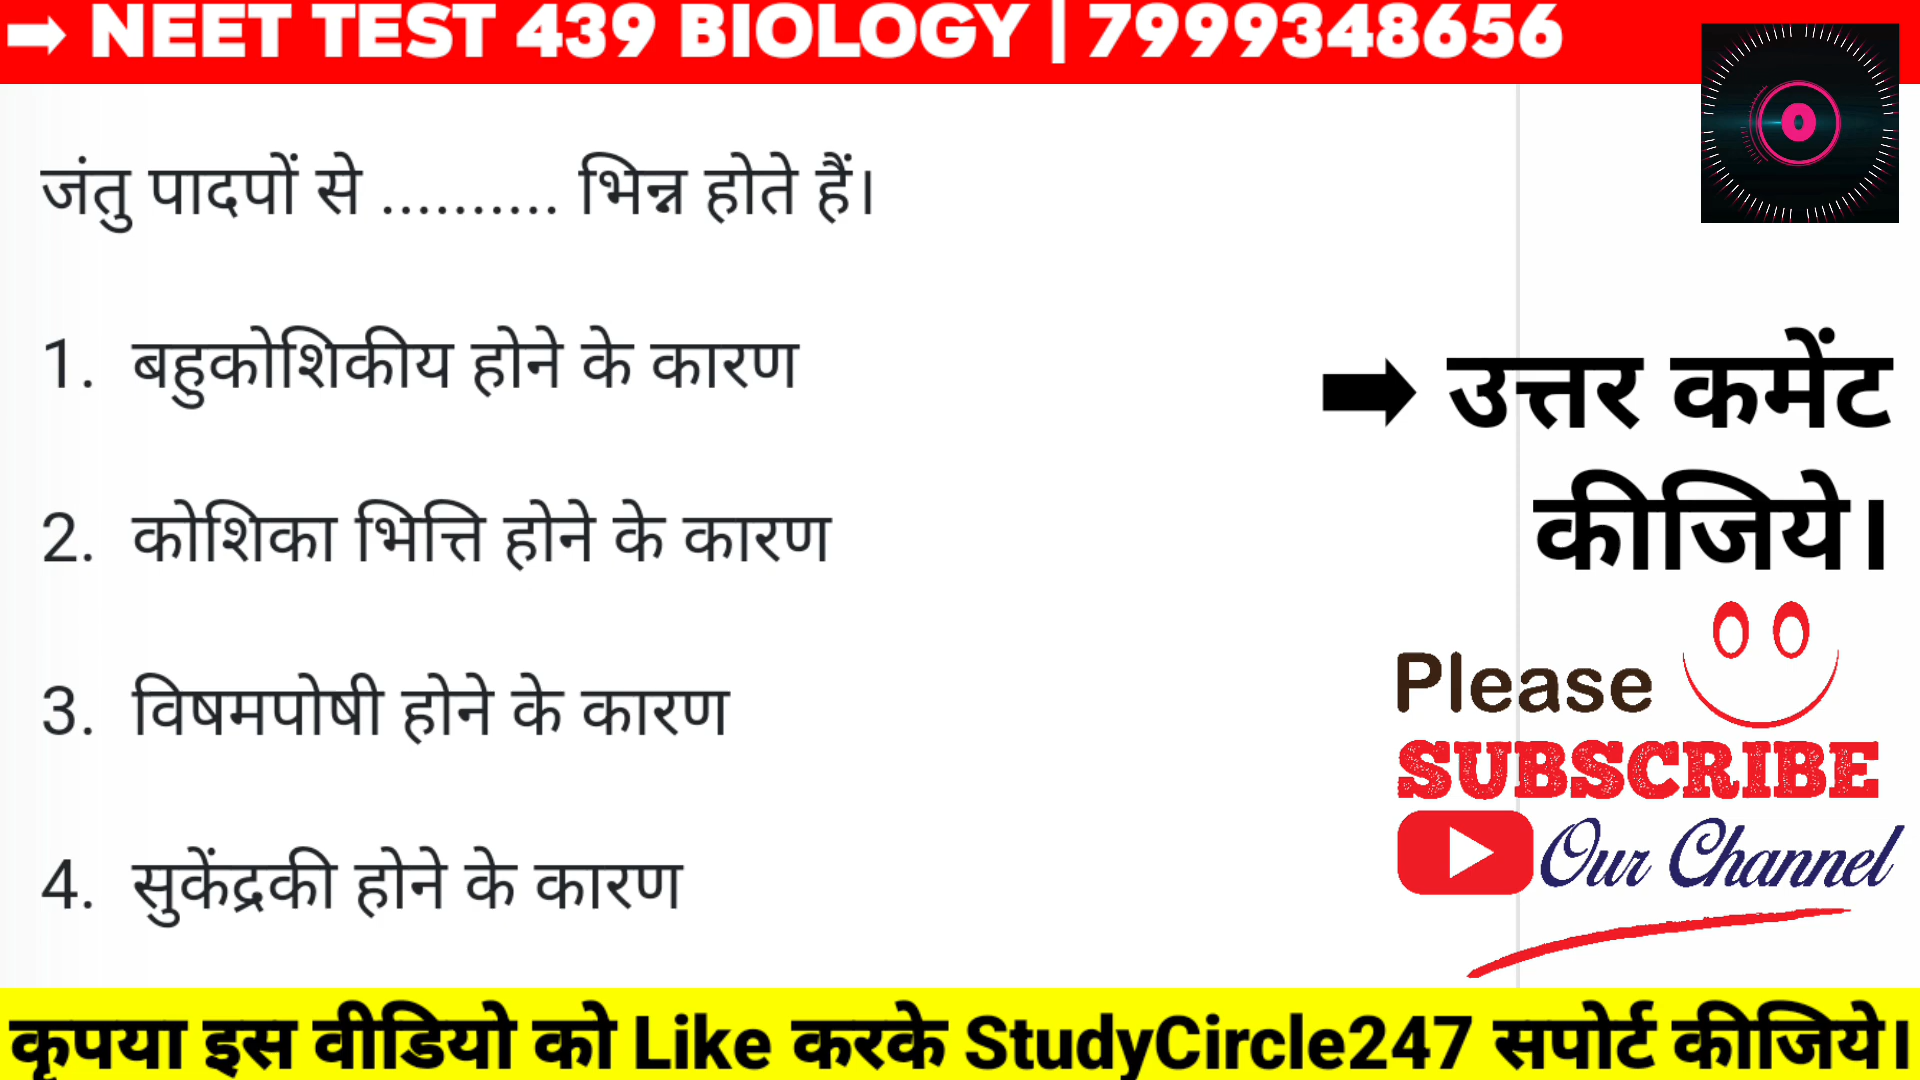 ➡ NEET TEST 439 BIOLOGY | 7999348656
0
जंतु पादपों से .......... भिन्न होते हैं।
1. बहुकोशिकीय होने के कारण
2. कोशिका भित्ति होने के कारण
3. विषमपोषी होने के कारण
4. सुकेंद्रकी होने के कारण
➡ उत्तर कमेंट
कीजिये।
Please
SUBSCRIBE
Our Channel
कृपया इस वीडियो को Like करके StudyCircle247 सपोर्ट कीजिये।